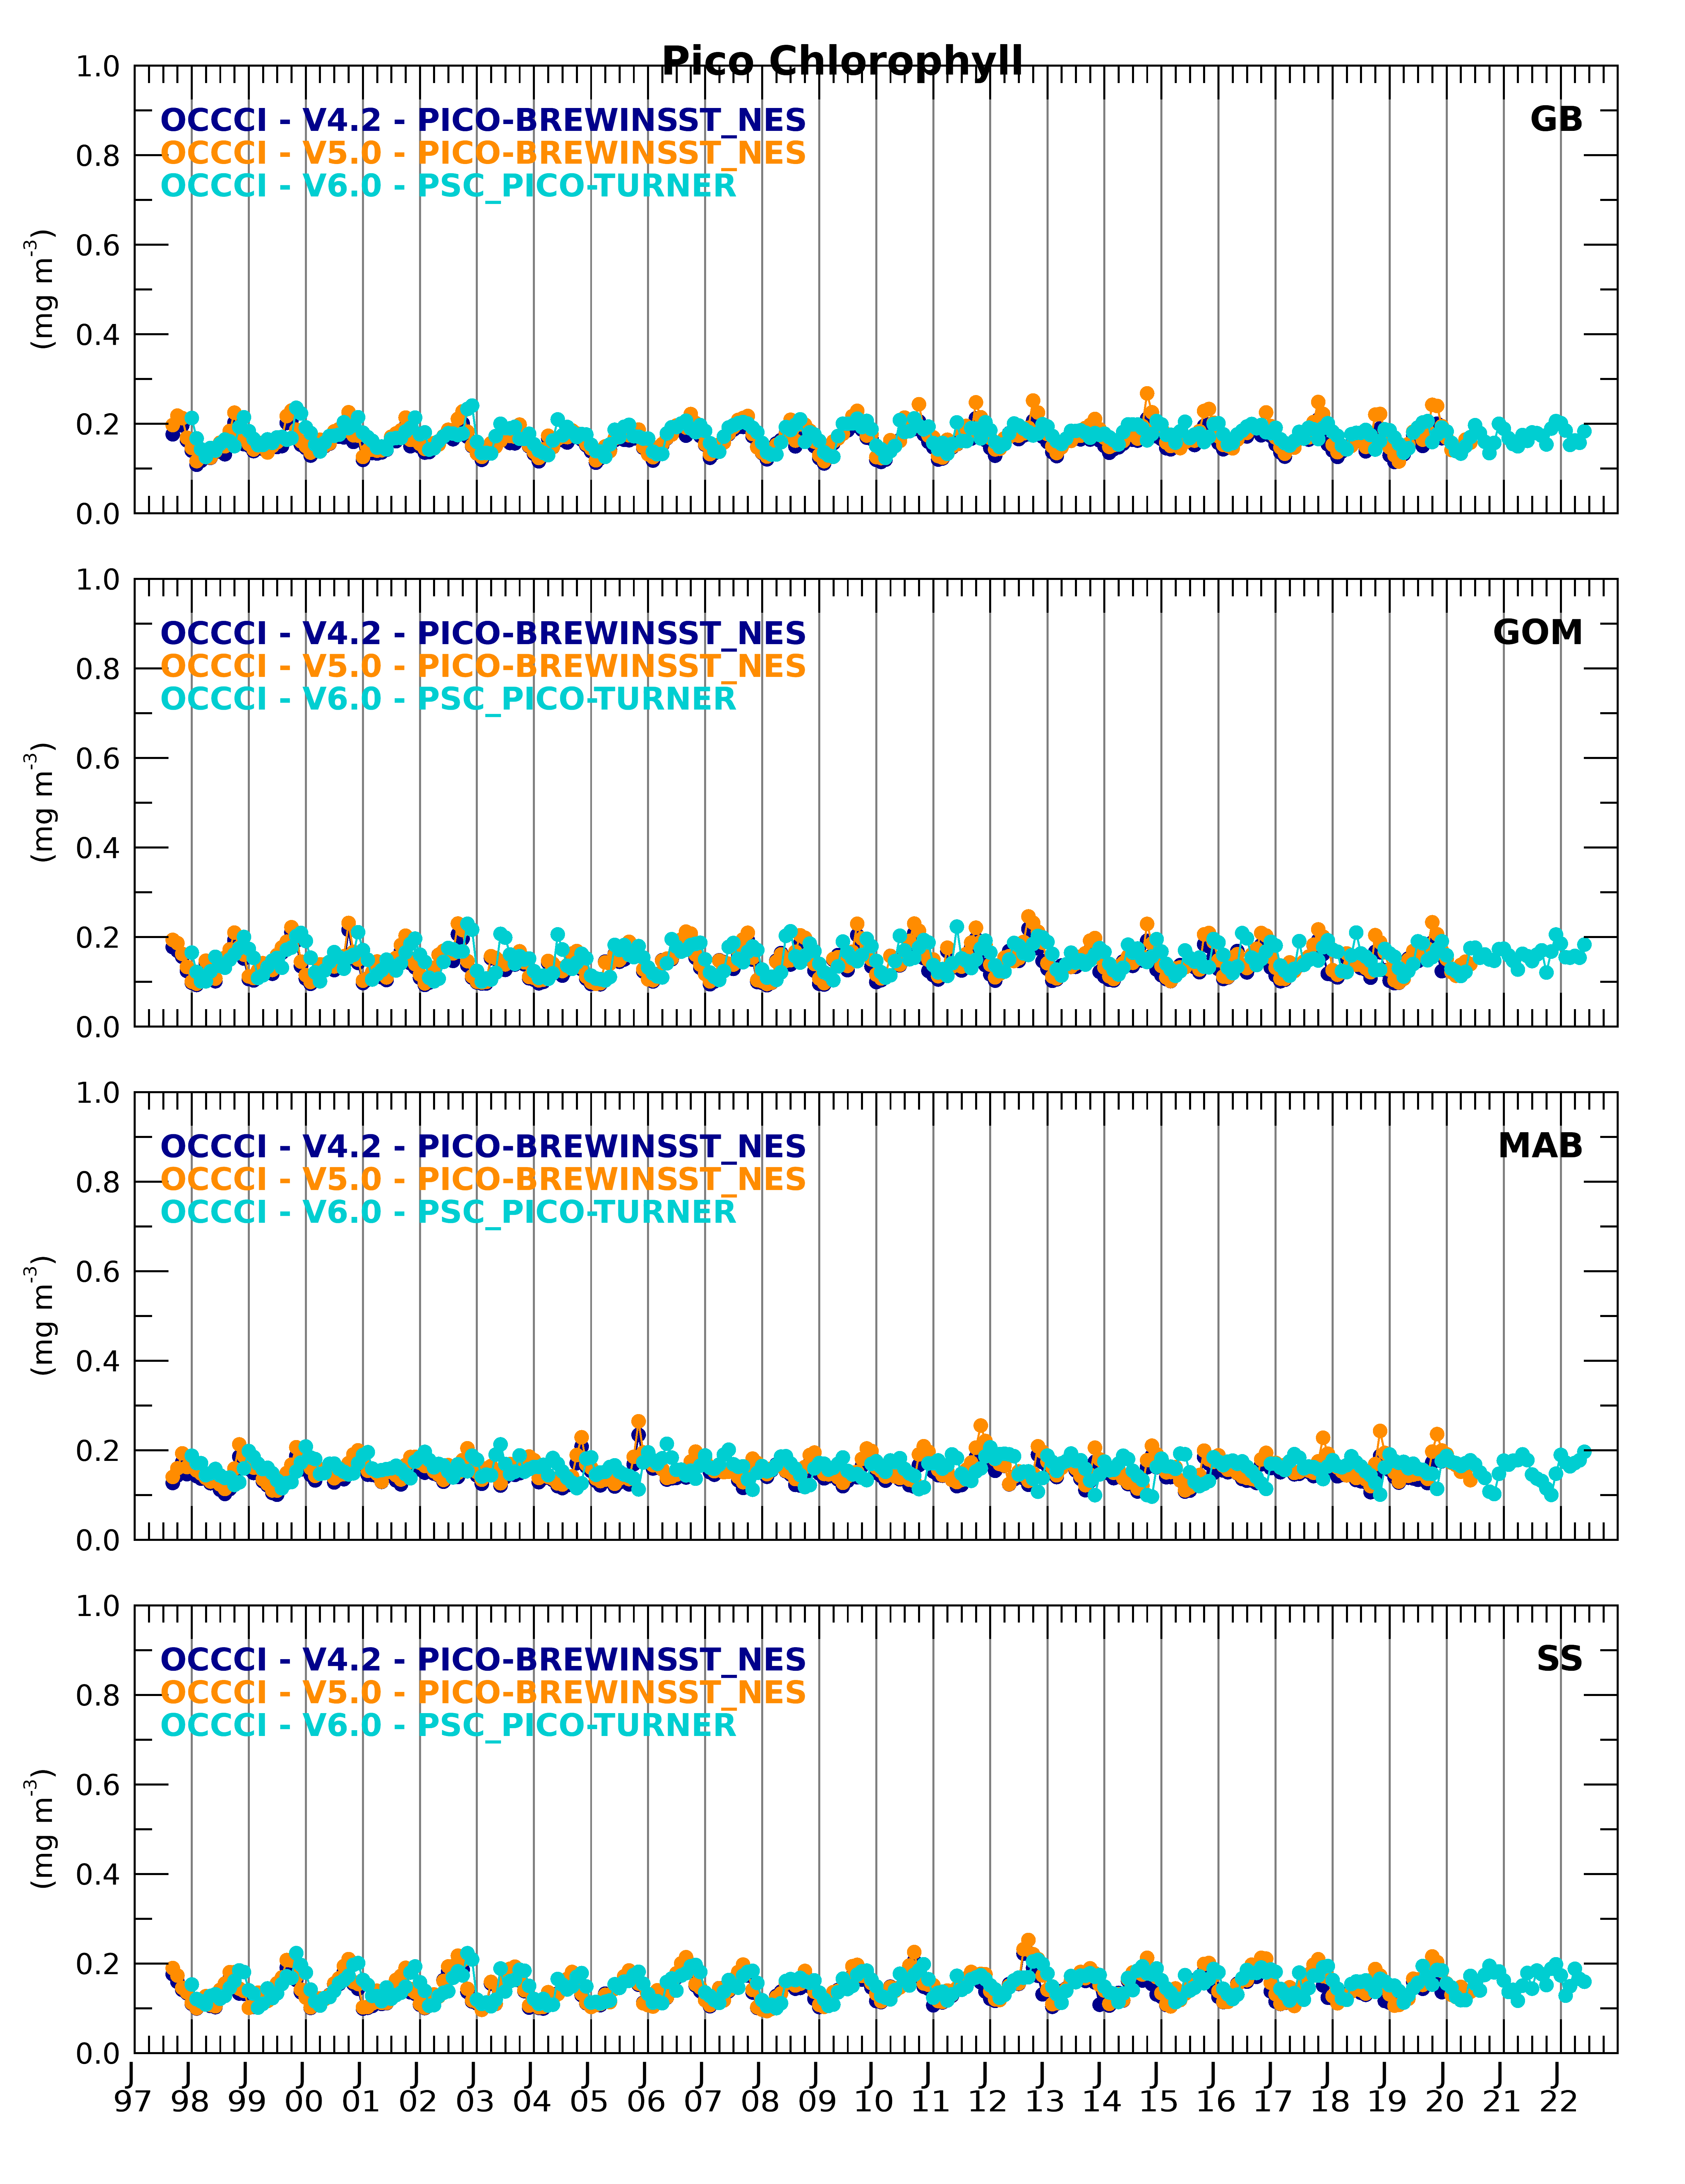 Pico Chlorophyll
1.0
OCCCI - V4.2 - PICO-BREWINSST_NES
GB
OCCCI - V5.0 - PICO-BREWINSST_NES
0.8
OCCCI - V6.0 - PSC_PICO-TURNER
0.6
(mg m-3)
0.4
0.2
0.0
1.0
OCCCI - V4.2 - PICO-BREWINSST_NES
GOM
OCCCI - V5.0 - PICO-BREWINSST_NES
0.8
OCCCI - V6.0 - PSC_PICO-TURNER
0.6
(mg m-3)
0.4
0.2
0.0
1.0
OCCCI - V4.2 - PICO-BREWINSST_NES
MAB
OCCCI - V5.0 - PICO-BREWINSST_NES
0.8
OCCCI - V6.0 - PSC_PICO-TURNER
0.6
(mg m-3)
0.4
0.2
0.0
1.0
OCCCI - V4.2 - PICO-BREWINSST_NES
SS
OCCCI - V5.0 - PICO-BREWINSST_NES
0.8
OCCCI - V6.0 - PSC_PICO-TURNER
0.6
(mg m-3)
0.4
0.2
0.0
J J J J J J J J J J J J J J J J J J J J J J J J J J
97 98 99 00 01 02 03 04 05 06 07 08 09 10 11 12 13 14 15 16 17 18 19 20 21 22